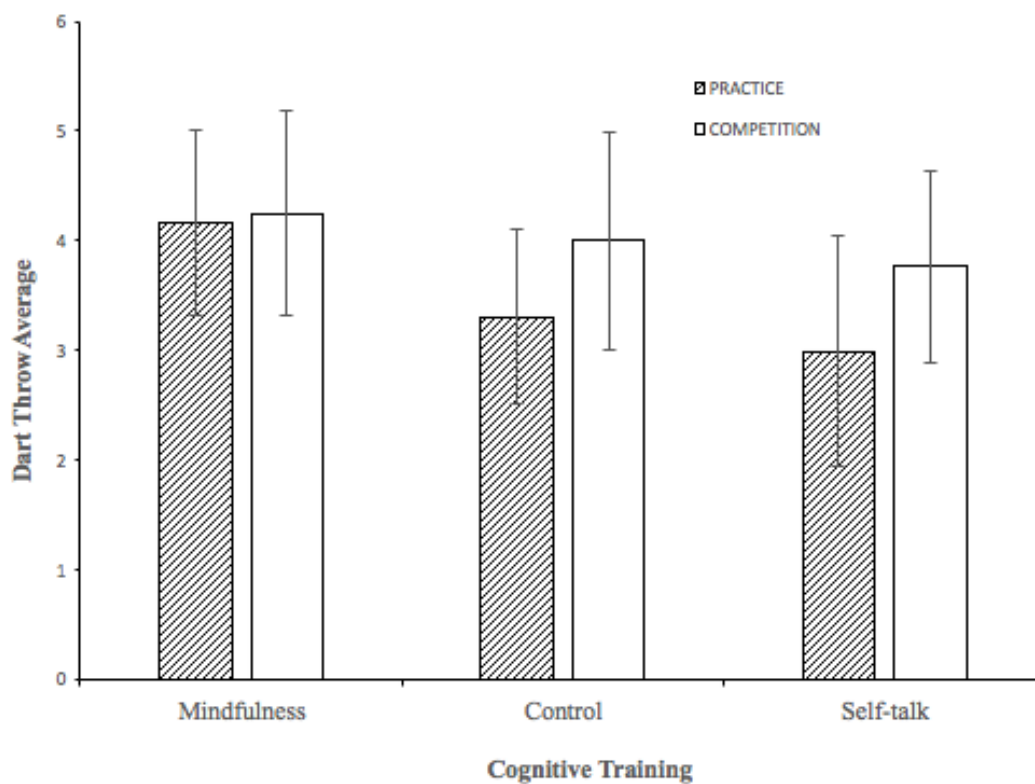 6
PRACTICE
COMPETITION
5
4
3
2
1
0
Dart Throw Average
Mindfulness Control Self-talk
Cognitive Training